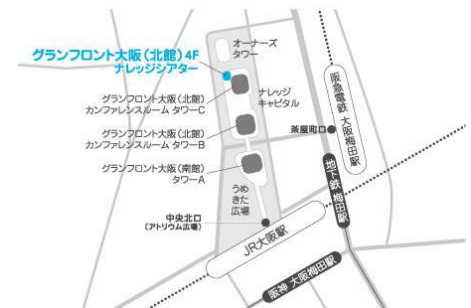 グランフロント大阪(北館)4F
ナレッジシアター
オーナーズ
タワー
グランフロント大阪(北館)
カンファレンスルーム タワーC
ナレッジ
キャピタル
グランフロント大阪(北館)
カンファレンスルーム タワーB
茶屋町口
阪急電鉄 大阪梅田駅
グランフロント大阪(南館)
タワーA
地下鉄 梅田駅
うめ
きた
広場
中央北口
(アトリウム広場)
JR大阪駅
阪神 大阪梅田駅